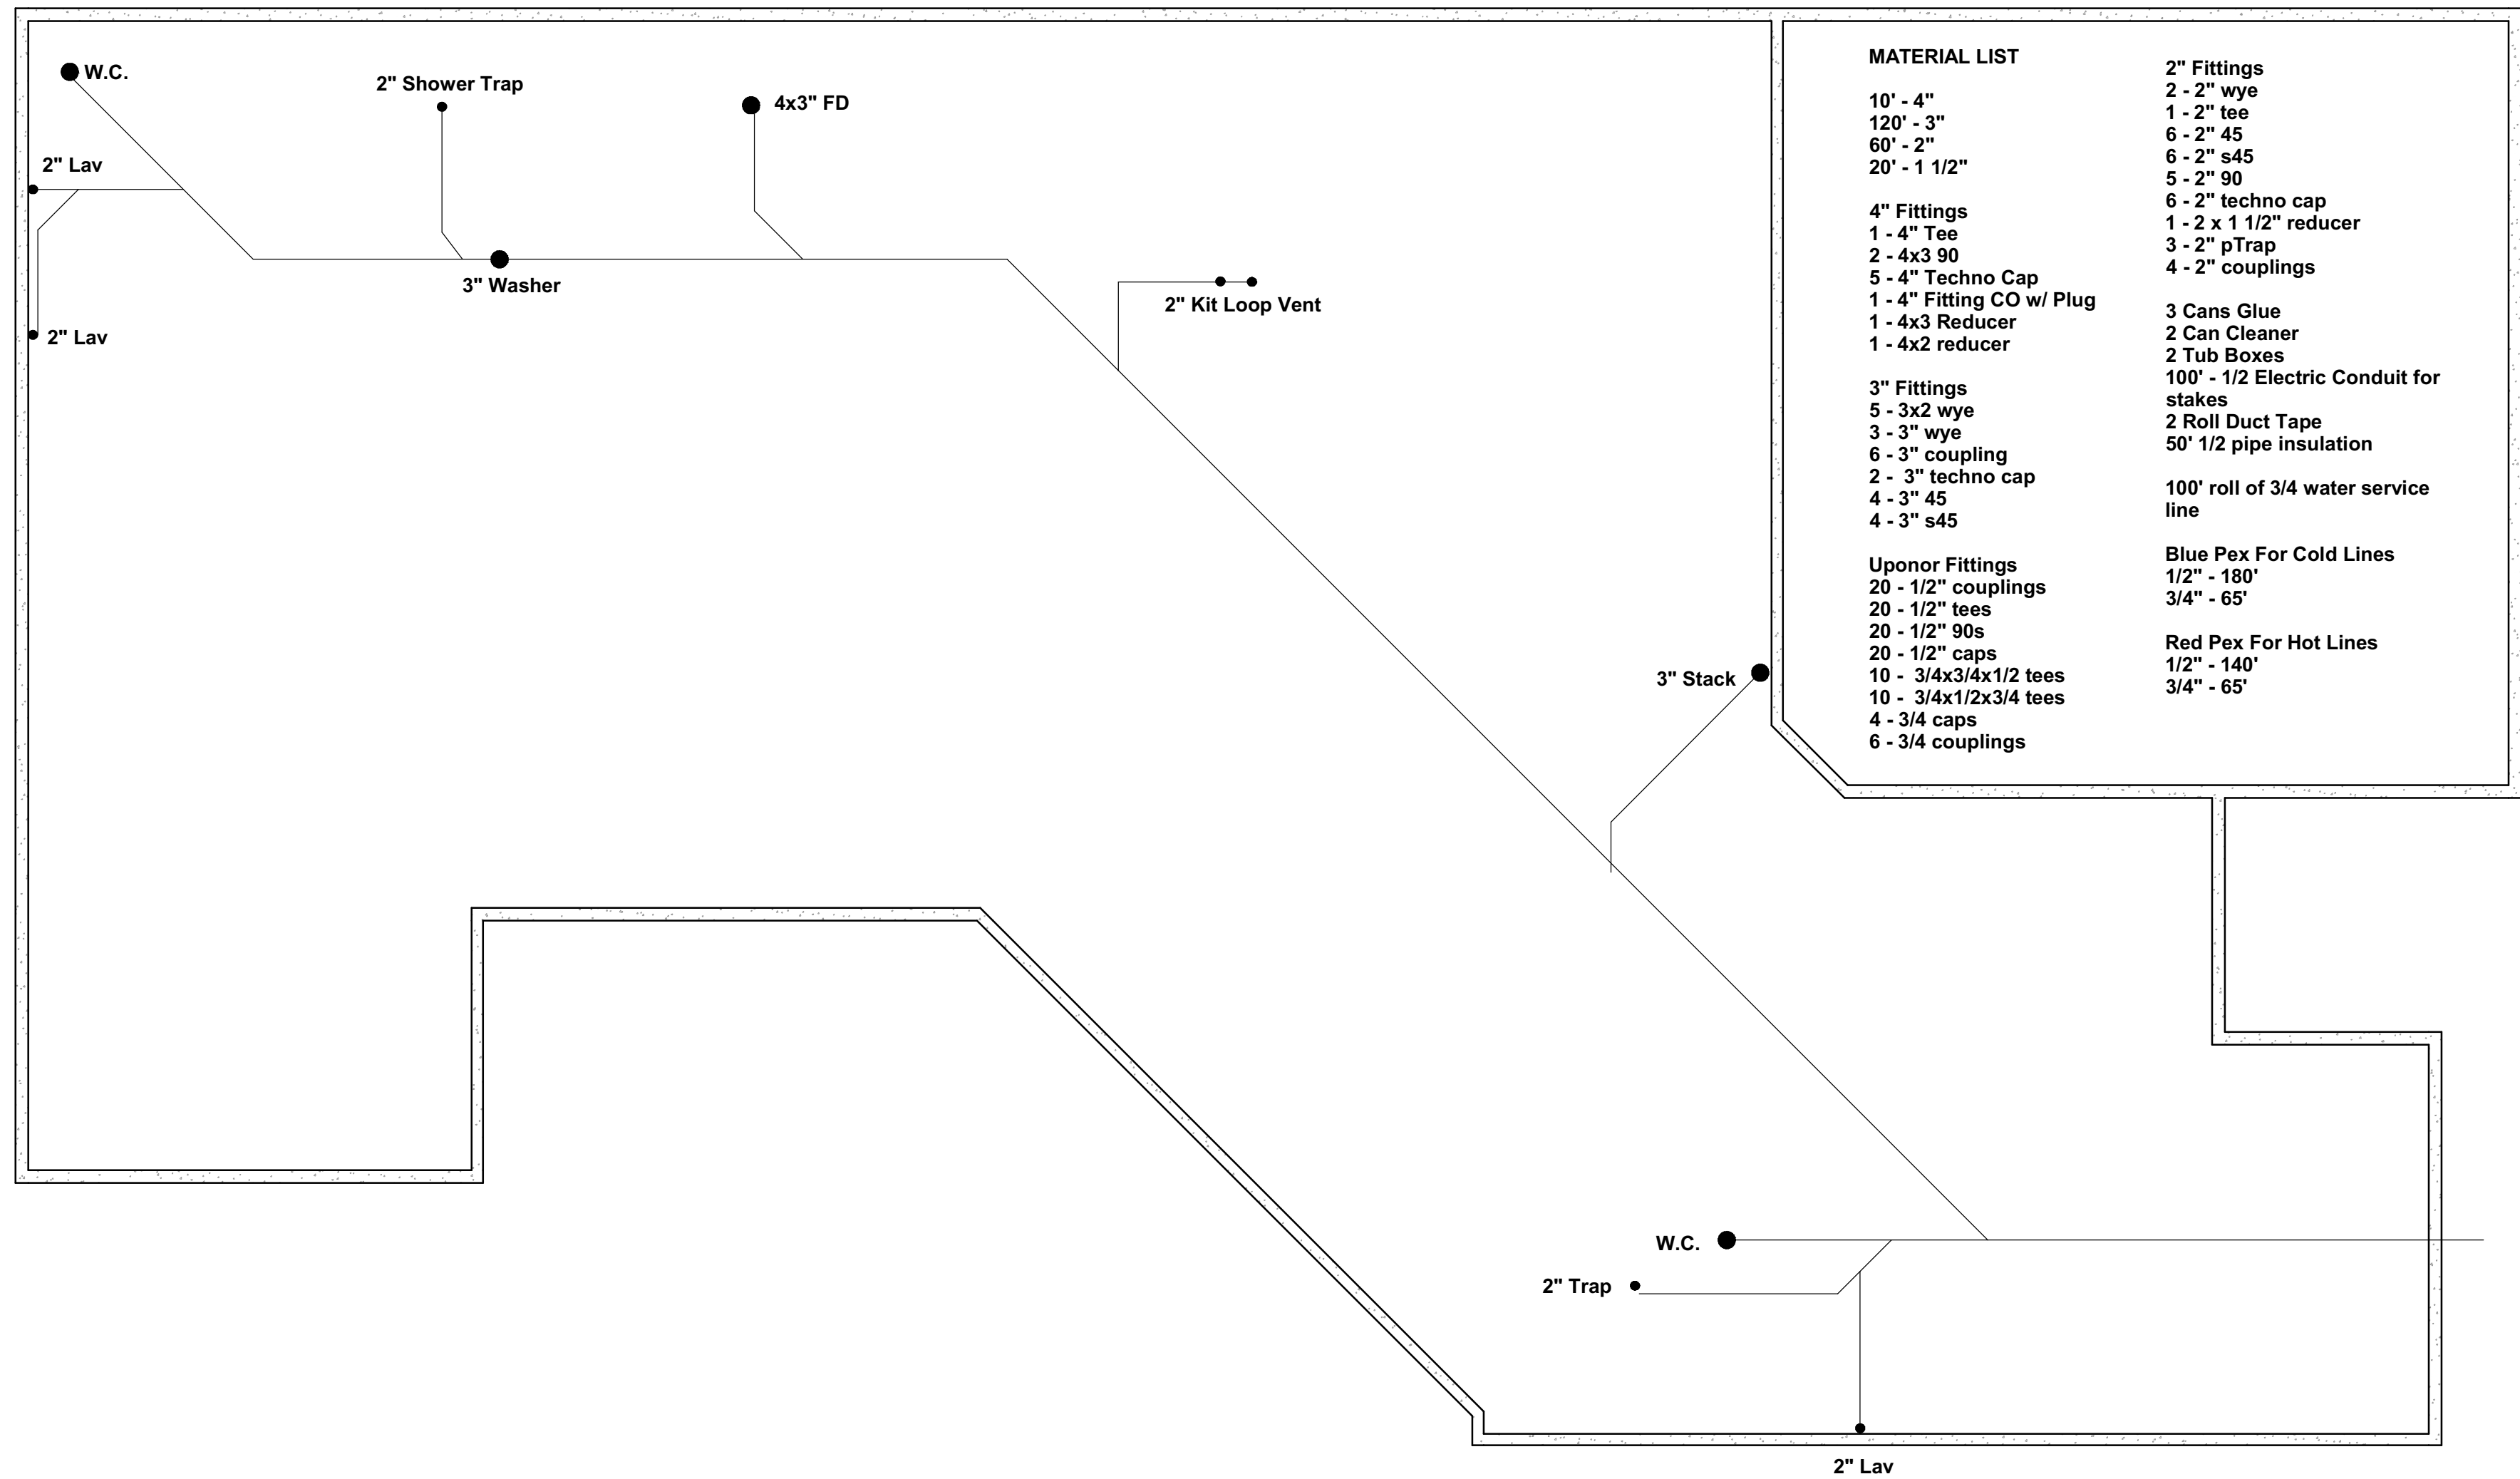 W.C.
2" Shower Trap
4x3" FD
2" Lav
3" Washer
2" Kit Loop Vent
2" Lav
3" Stack
W.C.
2" Trap
2" Lav
MATERIAL LIST
10' - 4"
120' - 3"
60' - 2"
20' - 1 1/2"
4" Fittings
1 - 4" Tee
2 - 4x3 90
5 - 4" Techno Cap
1 - 4" Fitting CO w/ Plug
1 - 4x3 Reducer
1 - 4x2 reducer
3" Fittings
5 - 3x2 wye
3 - 3" wye
6 - 3" coupling
2 -  3" techno cap
4 - 3" 45
4 - 3" s45
Uponor Fittings
20 - 1/2" couplings
20 - 1/2" tees
20 - 1/2" 90s
20 - 1/2" caps
10 -  3/4x3/4x1/2 tees
10 -  3/4x1/2x3/4 tees
4 - 3/4 caps
6 - 3/4 couplings
2" Fittings
2 - 2" wye
1 - 2" tee
6 - 2" 45
6 - 2" s45
5 - 2" 90
6 - 2" techno cap
1 - 2 x 1 1/2" reducer
3 - 2" pTrap
4 - 2" couplings
3 Cans Glue
2 Can Cleaner
2 Tub Boxes
100' - 1/2 Electric Conduit for
stakes
2 Roll Duct Tape
50' 1/2 pipe insulation
100' roll of 3/4 water service
line
Blue Pex For Cold Lines
1/2" - 180'
3/4" - 65'
Red Pex For Hot Lines
1/2" - 140'
3/4" - 65'